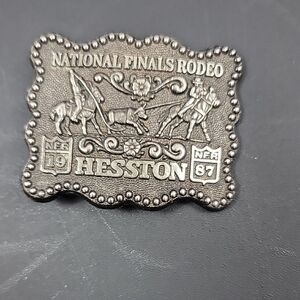 NATIONAL FINALS RODEO
NFR NFR
19 HESSTON 87